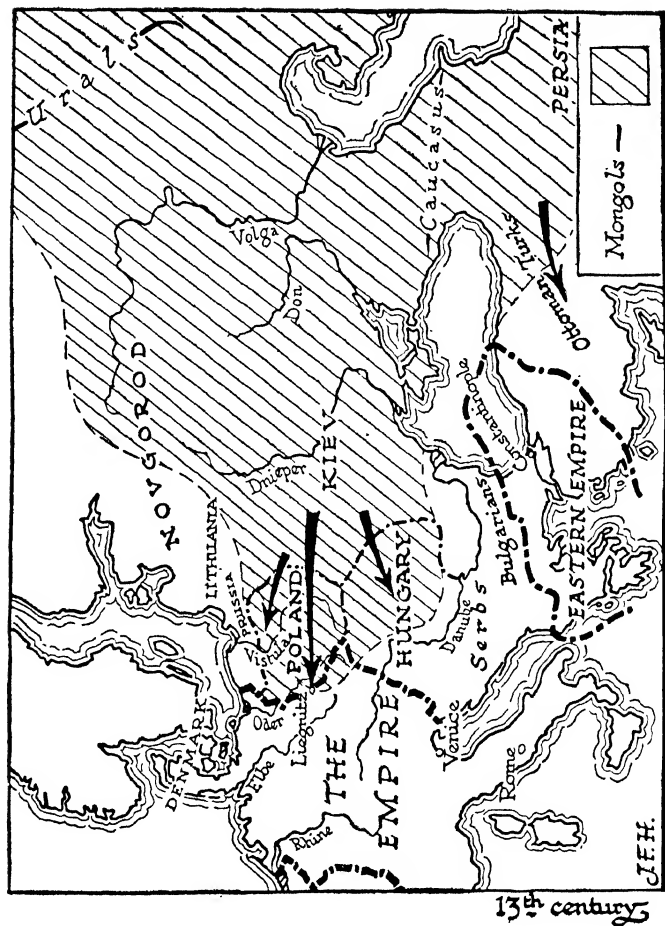 Urals
NOVGOROD
Volga
Don
Caucasus
PERSIA
LITHUANIA
PRUSSIA
Dnieper
KIEV
DENMARK
Vistula
POLAND
Oder
Liegnitz
Elbe
Rhine
THE
EMPIRE
HUNGARY
Danube
Venice
Rome
Serbs
Bulgarians
Constantinople
EASTERN EMPIRE
Ottoman Turks
Mongols
J.F.H.
13th century